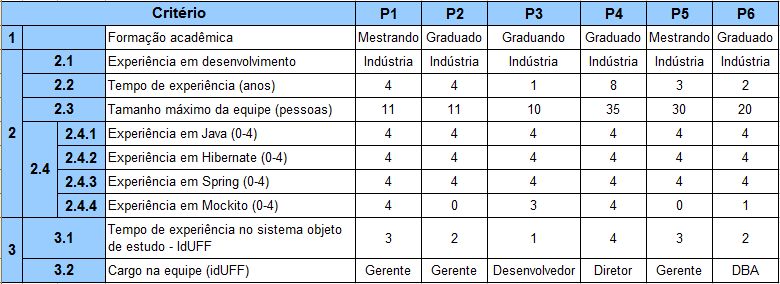 Critério P1 P2 P3 P4 P5 P6
1 Formação acadêmica Mestrando Graduado Graduando Graduado Mestrando Graduado
2.1 Experiência em desenvolvimento Indústria Indústria Indústria Indústria Indústria Indústria
2.2 Tempo de experiência (anos) 4 4 1 8 3 2
2.3 Tamanho máximo da equipe (pessoas) 11 11 10 35 30 20
2 2.4 2.4.1 Experiência em Java (0-4) 4 4 4 4 4 4
2.4.2 Experiência em Hibernate (0-4) 4 4 4 4 4 4
2.4.3 Experiência em Spring (0-4) 4 4 4 4 4 4
2.4.4 Experiência em Mockito (0-4) 4 0 3 4 0 1
3 3.1 Tempo de experiência no sistema objeto
de estudo - IdUFF 3 2 1 4 3 2
3.2 Cargo na equipe (idUFF) Gerente Gerente Desenvolvedor Diretor Gerente DBA